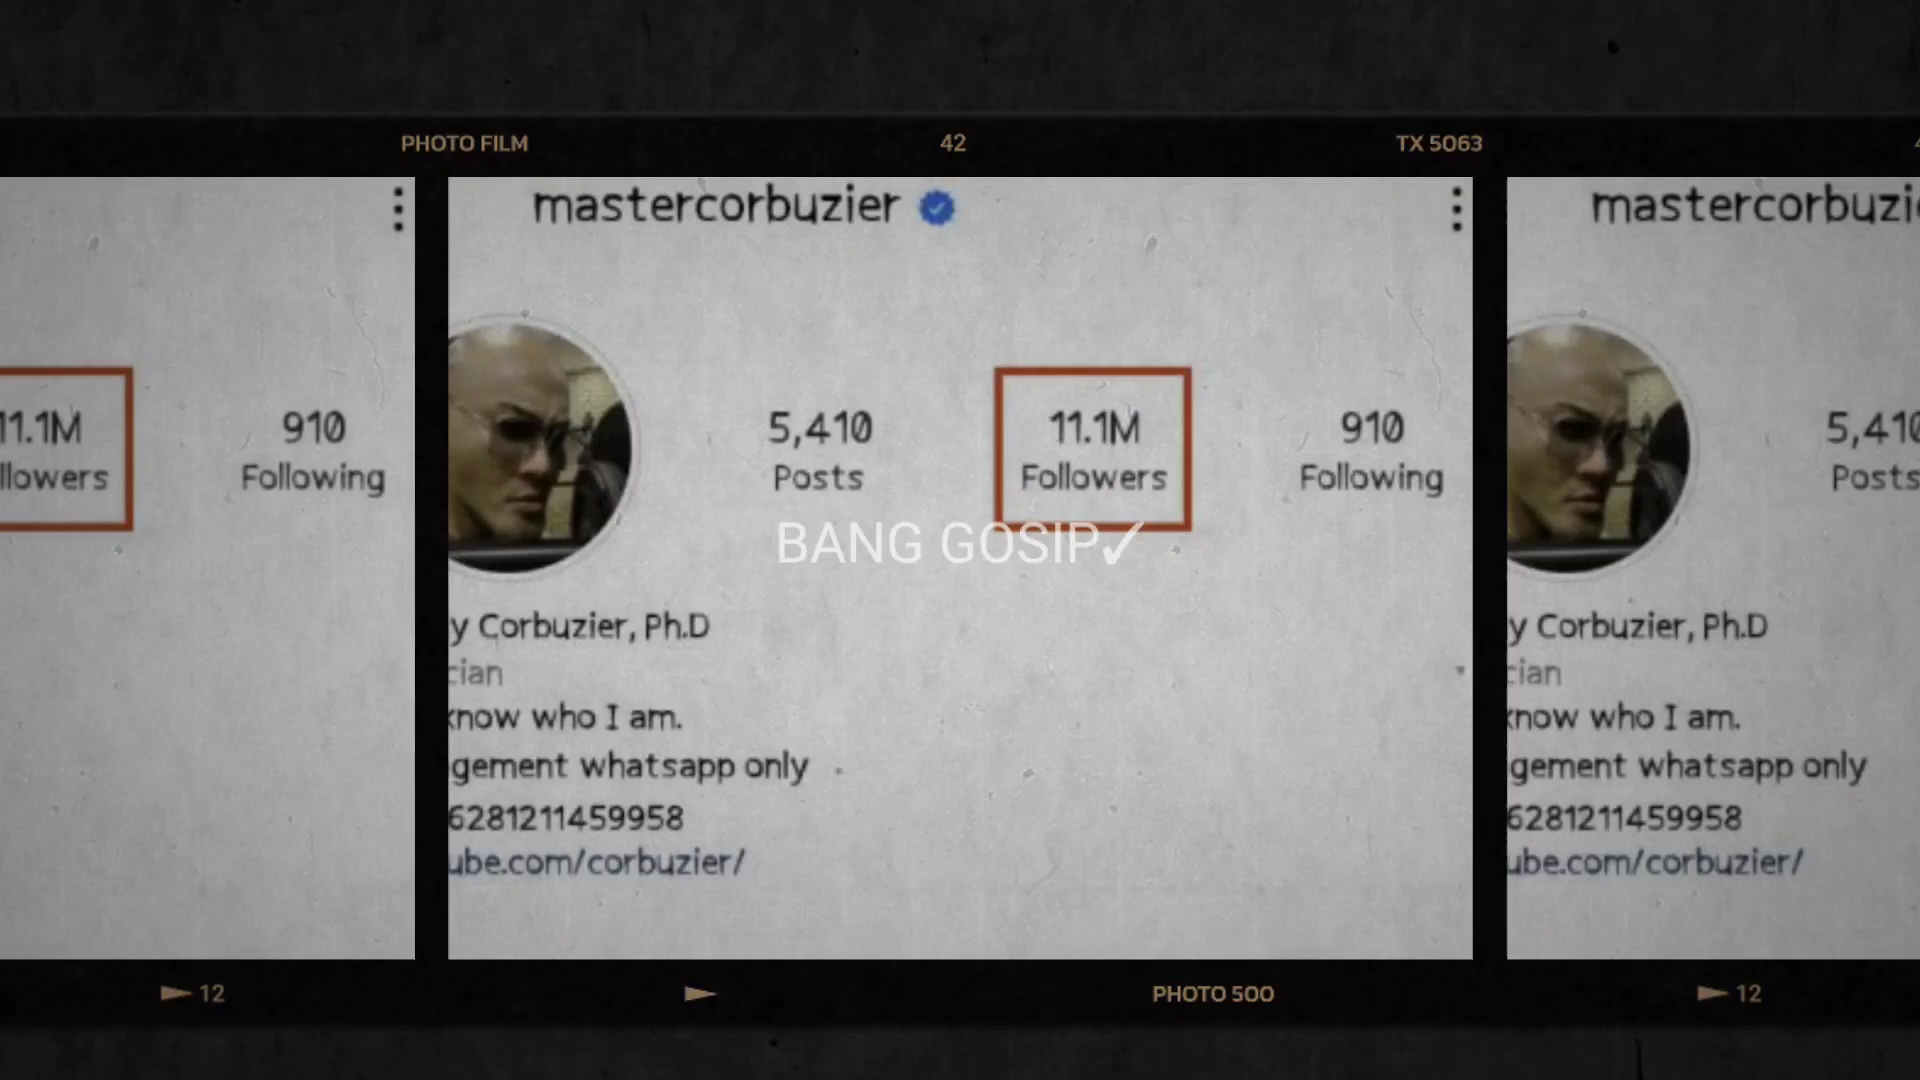 PHOTO FILM 42 TX 5063
mastercorbuzier
mastercorbuzie
11.1M
llowers
910
Following
5,410
Posts
11.1M
Followers
910
Following
5,410
Posts
BANG GOSIP✓
y Corbuzier, Ph.D
cian
know who I am.
gement whatsapp only
6281211459958
ube.com/corbuzier/
y Corbuzier, Ph.D
cian
know who I am.
gement whatsapp only
6281211459958
ube.com/corbuzier/
12
PHOTO 500
12